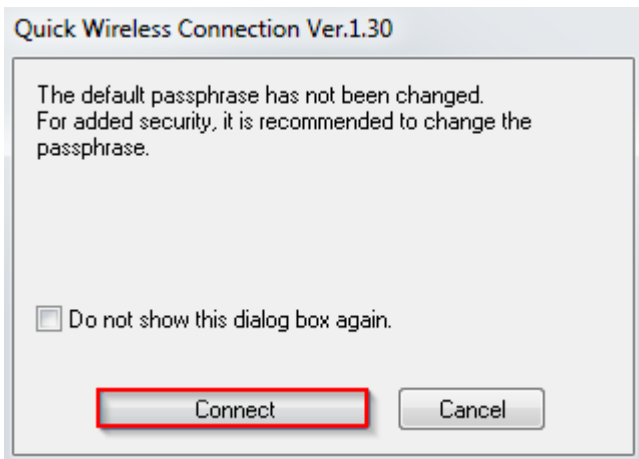 Quick Wireless Connection Ver.1.30
The default passphrase has not been changed.
For added security, it is recommended to change the
passphrase.
Do not show this dialog box again.
Connect
Cancel